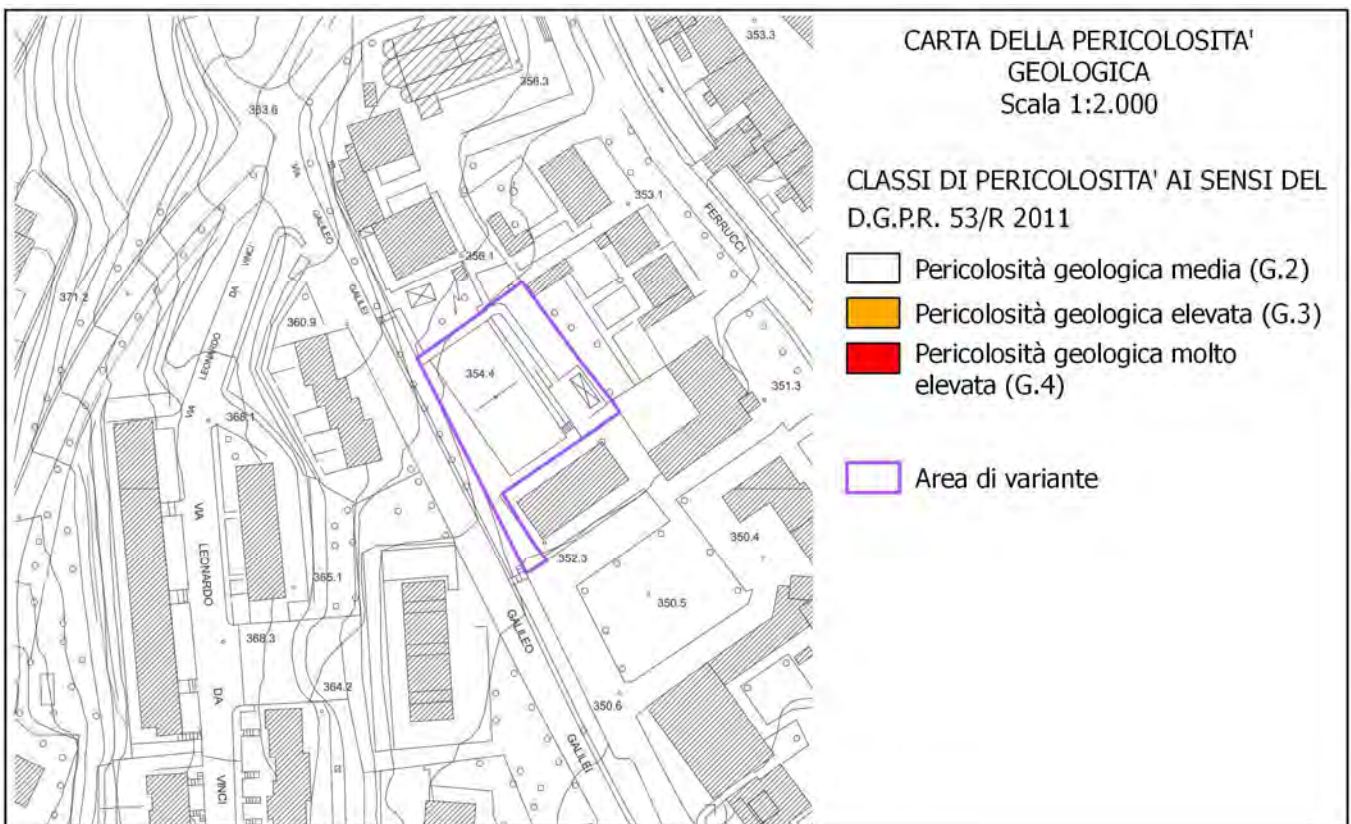 CARTA DELLA PERICOLOSITA'
GEOLOGICA
Scala 1:2.000
CLASSI DI PERICOLOSITA' AI SENSI DEL
D.G.P.R. 53/R 2011
Pericolosità geologica media (G.2)
Pericolosità geologica elevata (G.3)
Pericolosità geologica molto
elevata (G.4)
Area di variante
353.3
356.3
363.6
VIA
GALILEO
GALILEI
353.1
FERRUCCI
356.1
VINCI
DA
LEONARDO
VIA
371.2
360.9
354.4
351.3
368.1
VIA
LEONARDO
DA
VINCI
365.1
352.3
350.4
350.5
368.3
364.2
GALILEO
GALILEI
350.6